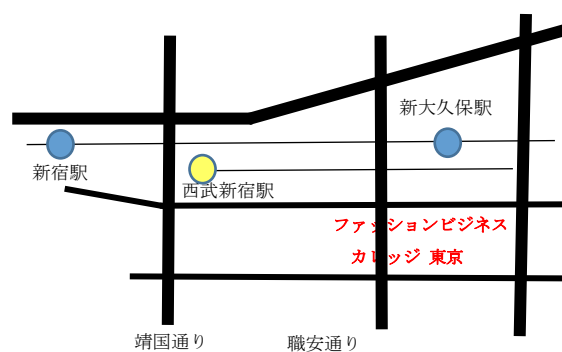 新大久保駅
新宿駅
西武新宿駅
ファッションビジネス
カレッジ 東京
靖国通り
職安通り